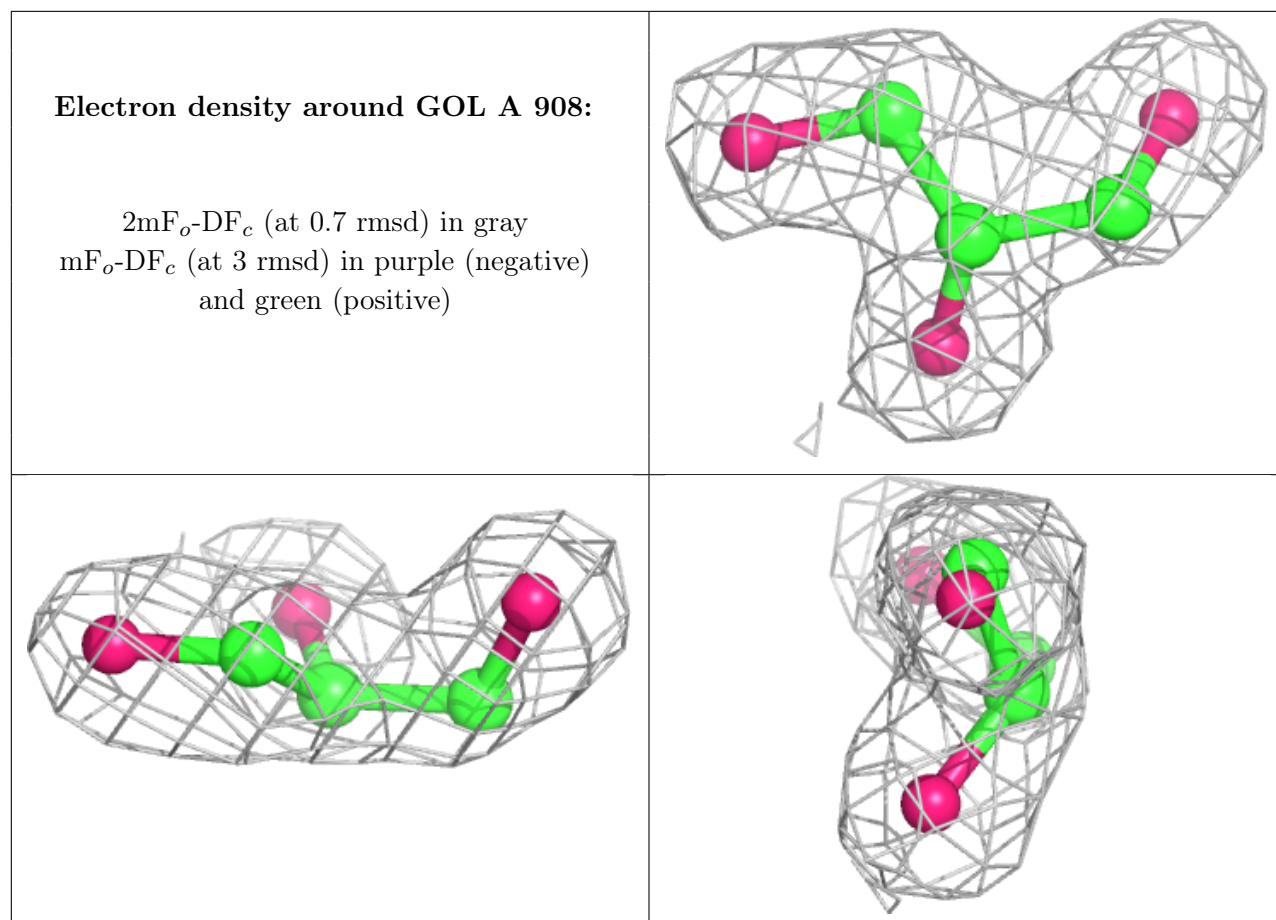 Electron density around GOL A 908:
2mFo-DFc (at 0.7 rmsd) in gray
mFo-DFc (at 3 rmsd) in purple (negative)
and green (positive)